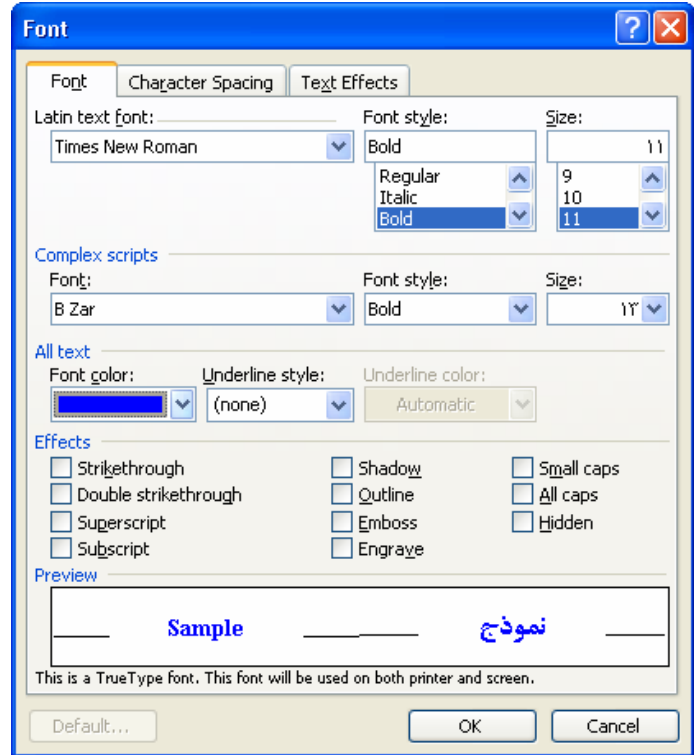 Font
Font Character Spacing Text Effects
Latin text font: Font style: Size:
Times New Roman Bold ١١
Regular 9
Italic 10
Bold 11
Complex scripts
Font: Font style: Size:
B Zar Bold ١٣
All text
Font color: Underline style: Underline color:
(none) Automatic
Effects
Strikethrough Shadow Small caps
Double strikethrough Outline All caps
Superscript Emboss Hidden
Subscript Engrave
Preview
Sample نموذج
This is a TrueType font. This font will be used on both printer and screen.
Default... OK Cancel